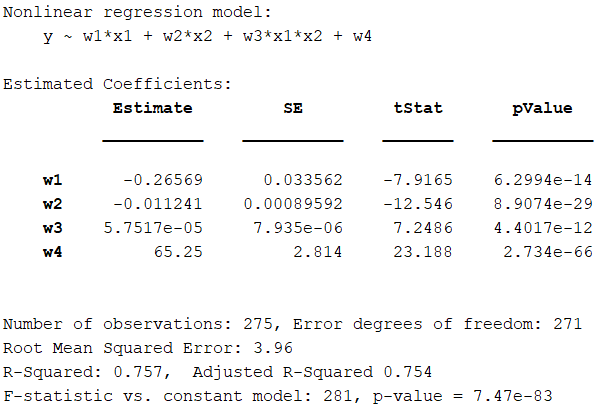 Nonlinear regression model:
y ~ w1*x1 + w2*x2 + w3*x1*x2 + w4
Estimated Coefficients:
Estimate SE tStat pValue
w1 -0.26569 0.033562 -7.9165 6.2994e-14
w2 -0.011241 0.00089592 -12.546 8.9074e-29
w3 5.7517e-05 7.935e-06 7.2486 4.4017e-12
w4 65.25 2.814 23.188 2.734e-66
Number of observations: 275, Error degrees of freedom: 271
Root Mean Squared Error: 3.96
R-Squared: 0.757,  Adjusted R-Squared 0.754
F-statistic vs. constant model: 281, p-value = 7.47e-83